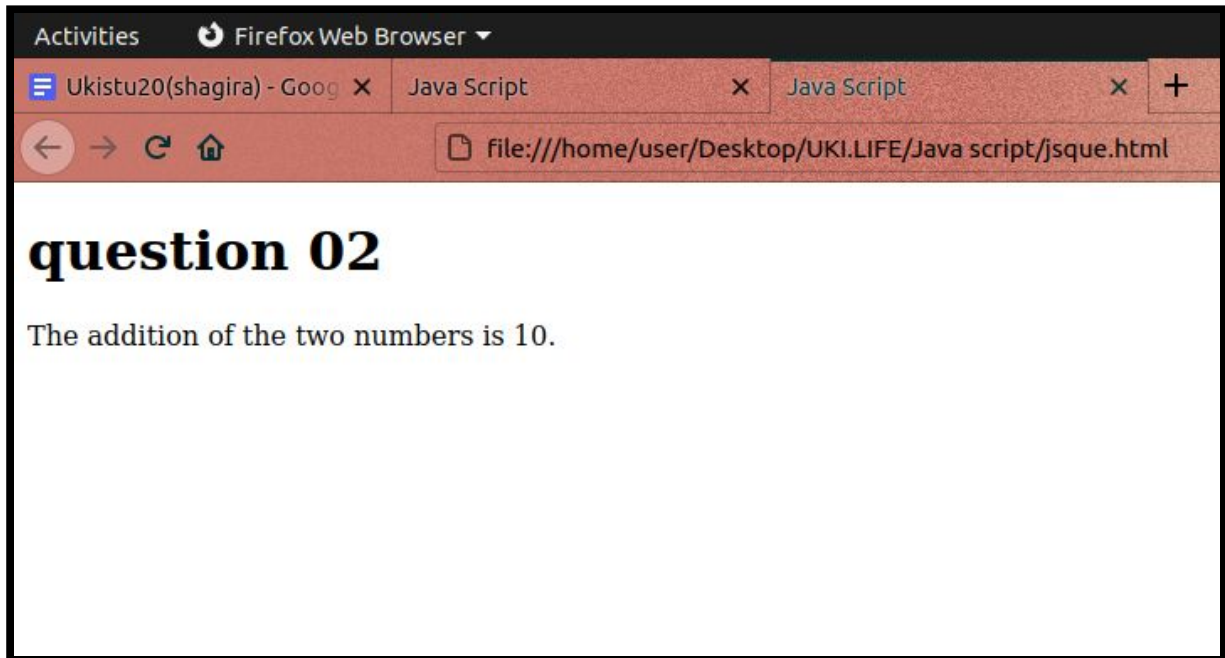 Activities Firefox Web Browser
Ukistu20(shagira) - Goog Java Script Java Script
file:///home/user/Desktop/UKI.LIFE/Java script/jsque.html
question 02
The addition of the two numbers is 10.